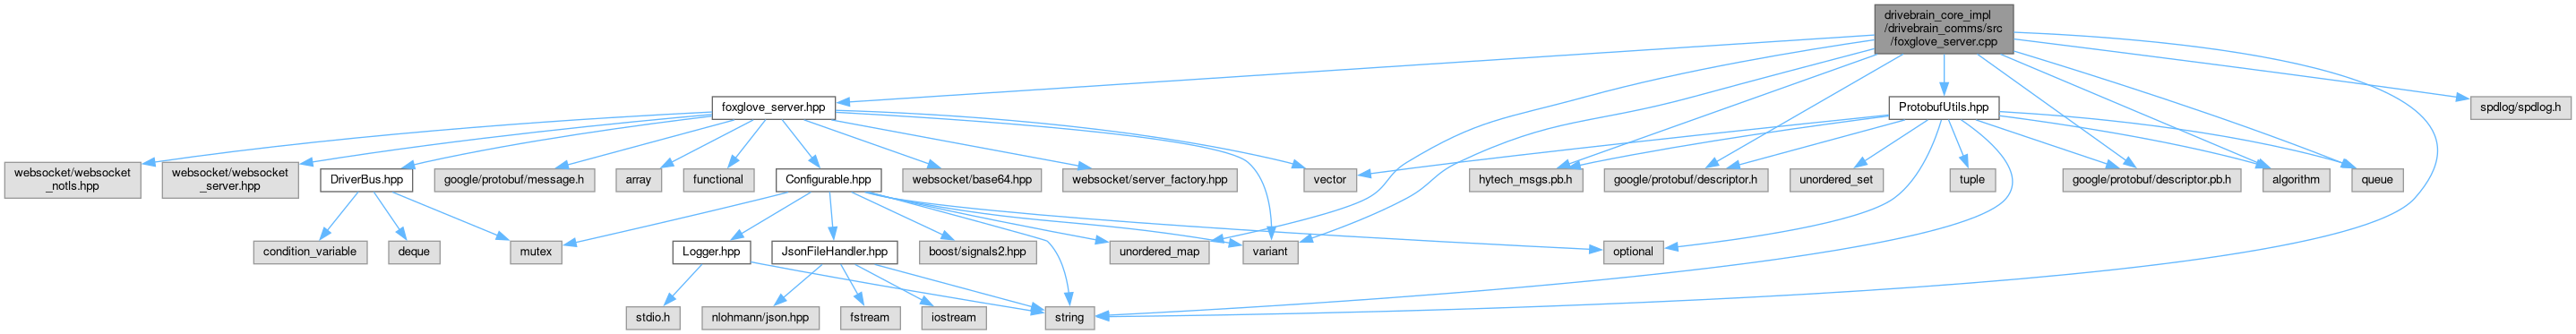 drivebrain_core_impl
/drivebrain_comms/src
/foxglove_server.cpp
foxglove_server.hpp
ProtobufUtils.hpp
spdlog/spdlog.h
websocket/websocket
_notls.hpp
websocket/websocket
_server.hpp
DriverBus.hpp
google/protobuf/message.h
array
functional
Configurable.hpp
websocket/base64.hpp
websocket/server_factory.hpp
vector
hytech_msgs.pb.h
google/protobuf/descriptor.h
unordered_set
tuple
google/protobuf/descriptor.pb.h
algorithm
queue
condition_variable
deque
mutex
Logger.hpp
JsonFileHandler.hpp
boost/signals2.hpp
unordered_map
variant
optional
stdio.h
nlohmann/json.hpp
fstream
iostream
string